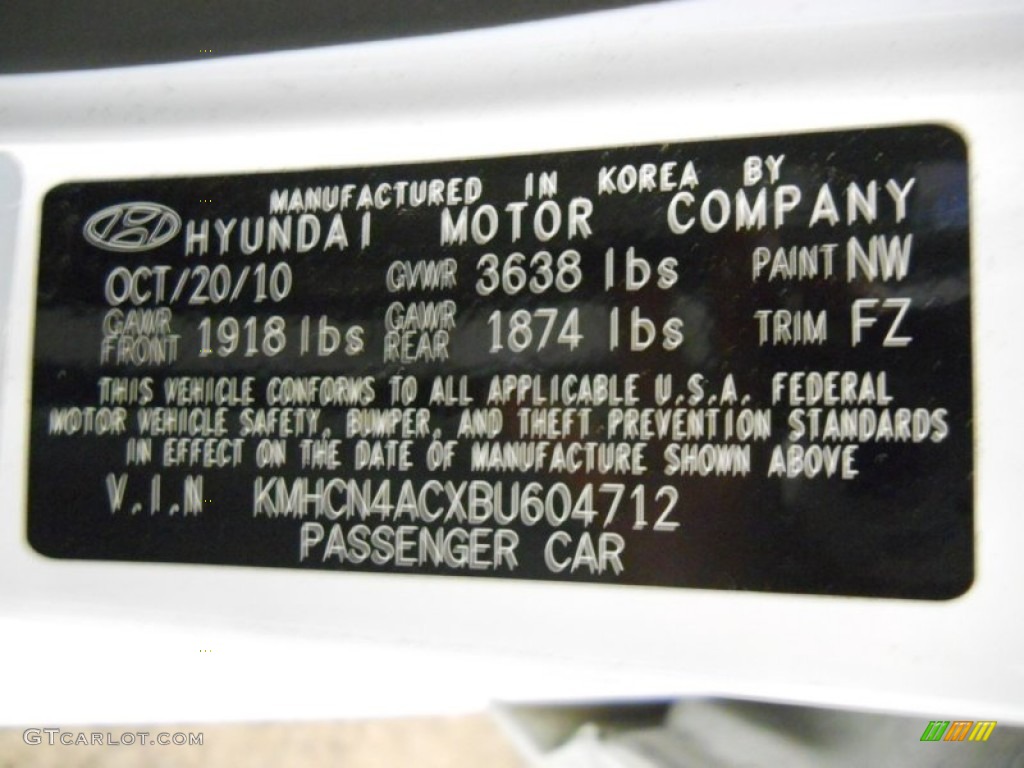 MANUFACTURED IN KOREA BY
HYUNDAI MOTOR COMPANY
OCT/20/10 GVWR 3638 lbs PAINT NW
GAWR FRONT 1918 lbs GAWR REAR 1874 lbs TRIM FZ
THIS VEHICLE CONFORMS TO ALL APPLICABLE U.S.A. FEDERAL
MOTOR VEHICLE SAFETY, BUMPER, AND THEFT PREVENTION STANDARDS
IN EFFECT ON THE DATE OF MANUFACTURE SHOWN ABOVE
V.I.N KMHCN4ACXBU604712
PASSENGER CAR
GTCARLOT.COM